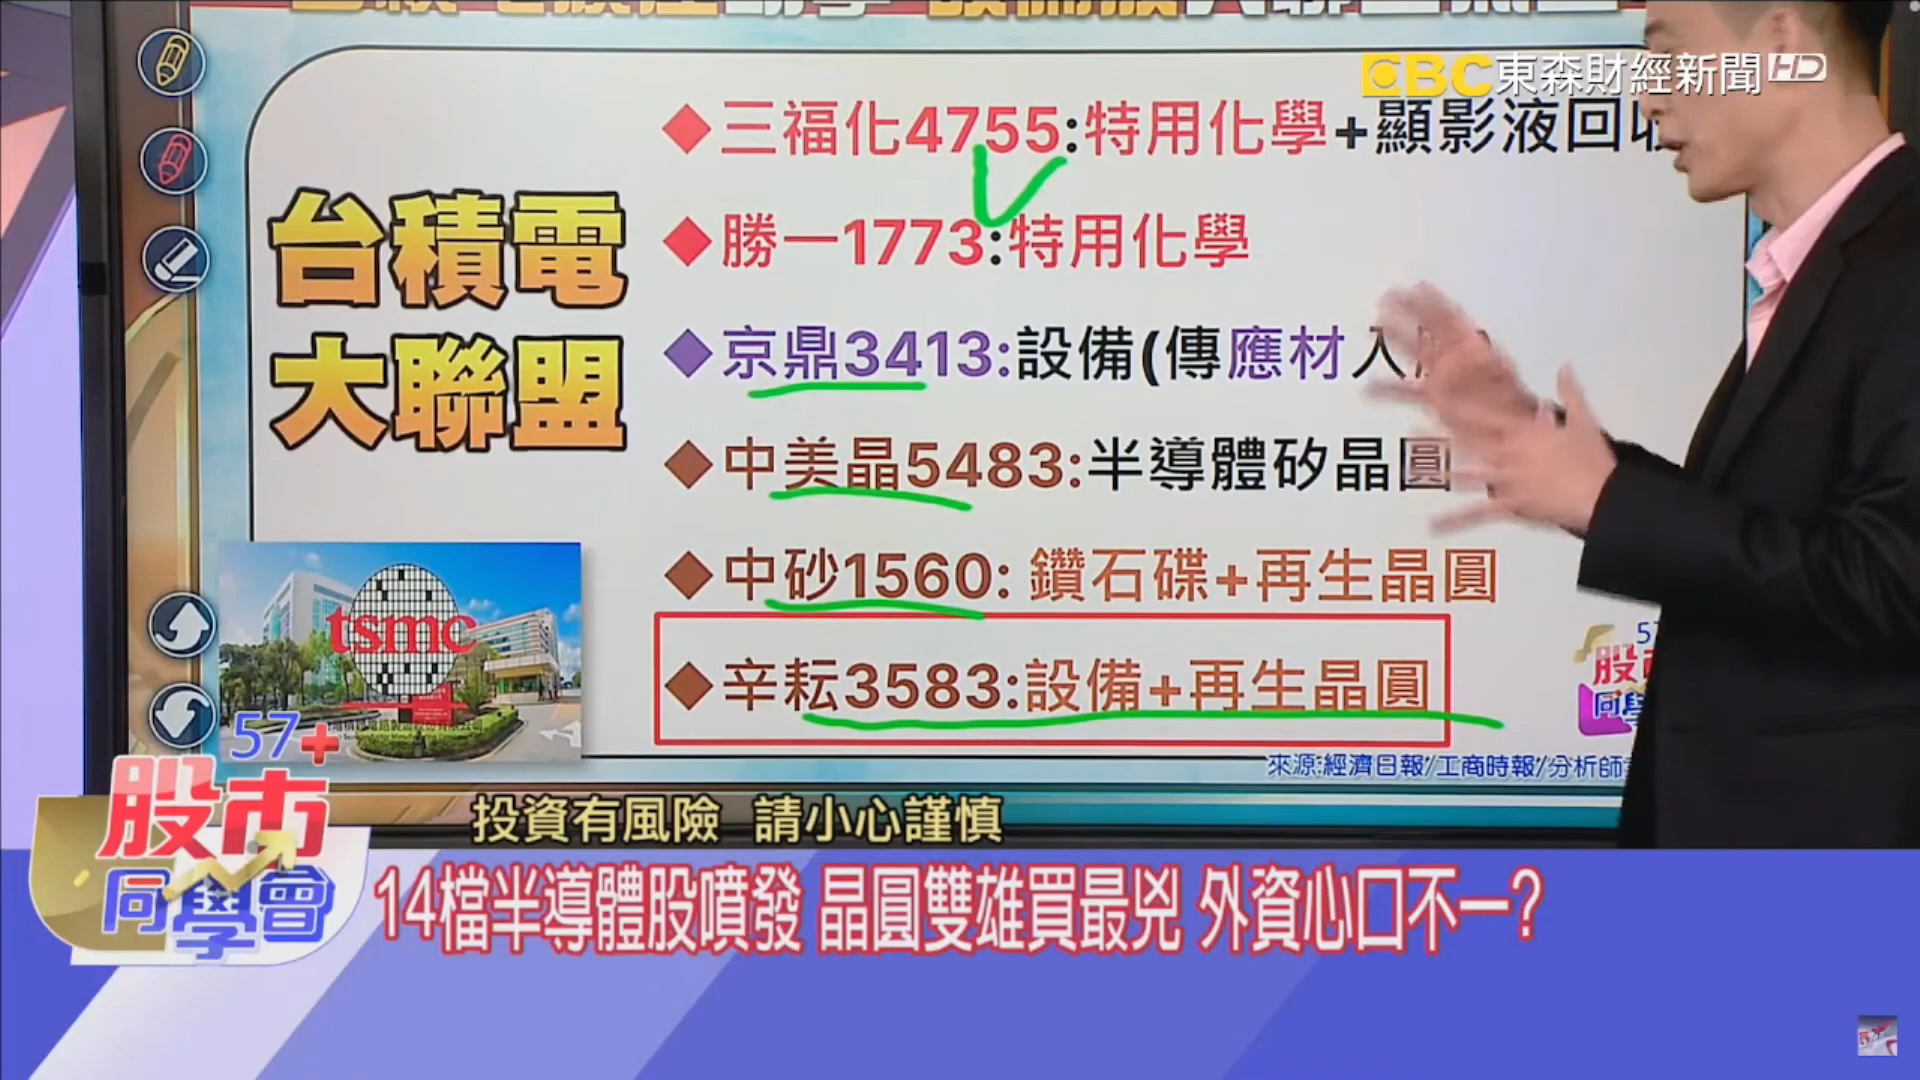 EBC東森財經新聞HD
◆三福化4755:特用化學+顯影液回收
◆勝一1773:特用化學
台積電
大聯盟
◆京鼎3413:設備(傳應材入
◆中美晶5483:半導體矽晶圓
◆中砂1560: 鑽石碟+再生晶圓
tsmc
◆辛耘3583:設備+再生晶圓
來源:經濟日報/工商時報/分析師
57+
股市
同學會
投資有風險 請小心謹慎
14檔半導體股噴發 晶圓雙雄買最兇 外資心口不一?